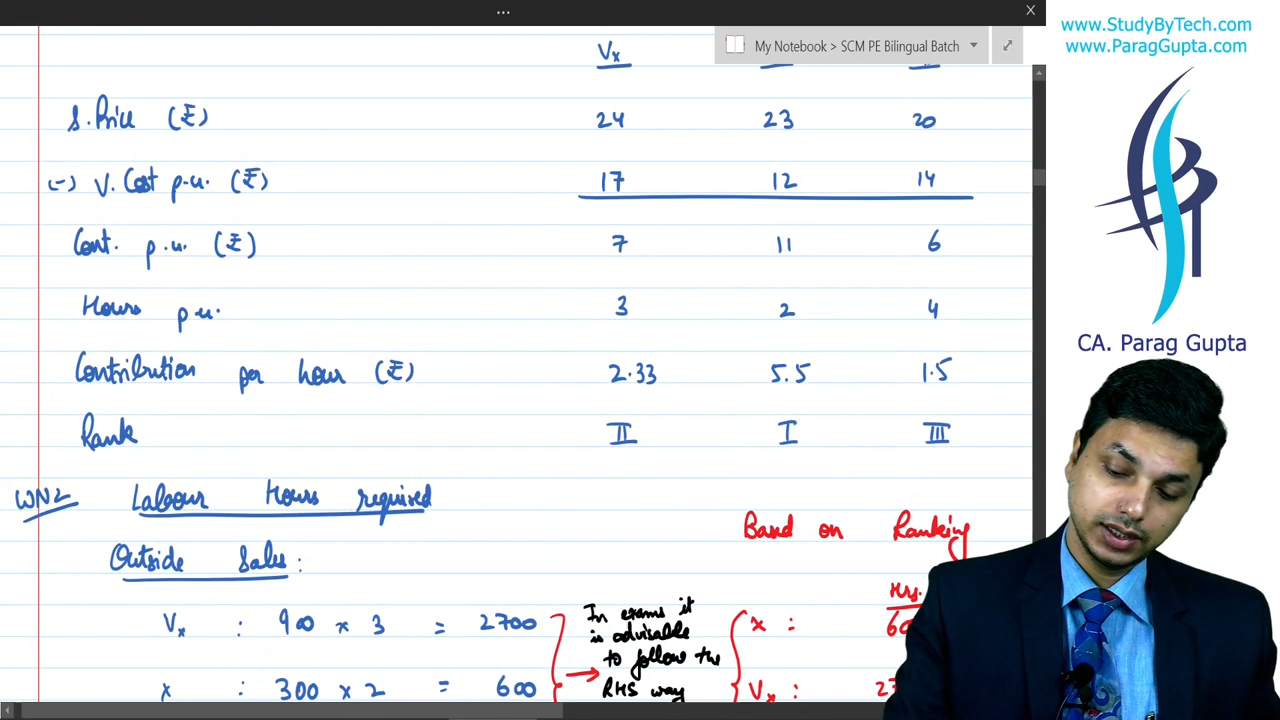 ...
www.StudyByTech.com
www.ParagGupta.com
My Notebook > SCM PE Bilingual Batch
Vx
S. Price (₹) 24 23 20
(-) V. Cost p.u. (₹) 17 12 14
Cont. p.u. (₹) 7 11 6
Hours p.u. 3 2 4
Contribution per hour (₹) 2.33 5.5 1.5
Rank II I III
CA. Parag Gupta
WN2 Labour Hours required
Based on Ranking
Outside Sales:
Hrs.
Vx : 900 x 3 = 2700
x : 300 x 2 = 600
In exams it
is advisable
to follow the
RHS way
x :
Vx :